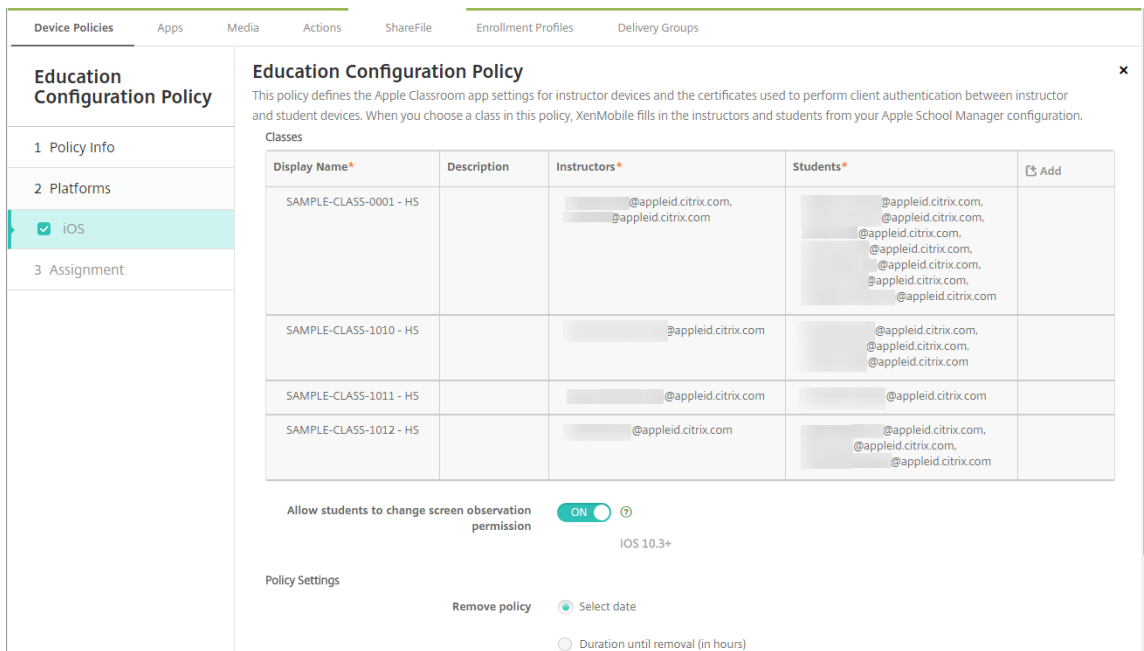 Device Policies Apps Media Actions ShareFile Enrollment Profiles Delivery Groups
Education
Configuration Policy
1 Policy Info
2 Platforms
iOS
3 Assignment
Education Configuration Policy
This policy defines the Apple Classroom app settings for instructor devices and the certificates used to perform client authentication between instructor
and student devices. When you choose a class in this policy, XenMobile fills in the instructors and students from your Apple School Manager configuration.
Classes
Display Name* Description Instructors* Students* Add
SAMPLE-CLASS-0001 - HS @appleid.citrix.com, @appleid.citrix.com,
@appleid.citrix.com @appleid.citrix.com,
@appleid.citrix.com,
@appleid.citrix.com,
@appleid.citrix.com,
@appleid.citrix.com,
@appleid.citrix.com
SAMPLE-CLASS-1010 - HS @appleid.citrix.com @appleid.citrix.com,
@appleid.citrix.com,
@appleid.citrix.com
SAMPLE-CLASS-1011 - HS @appleid.citrix.com @appleid.citrix.com
SAMPLE-CLASS-1012 - HS @appleid.citrix.com @appleid.citrix.com,
@appleid.citrix.com,
@appleid.citrix.com
Allow students to change screen observation
permission
ON
iOS 10.3+
Policy Settings
Remove policy Select date
Duration until removal (in hours)